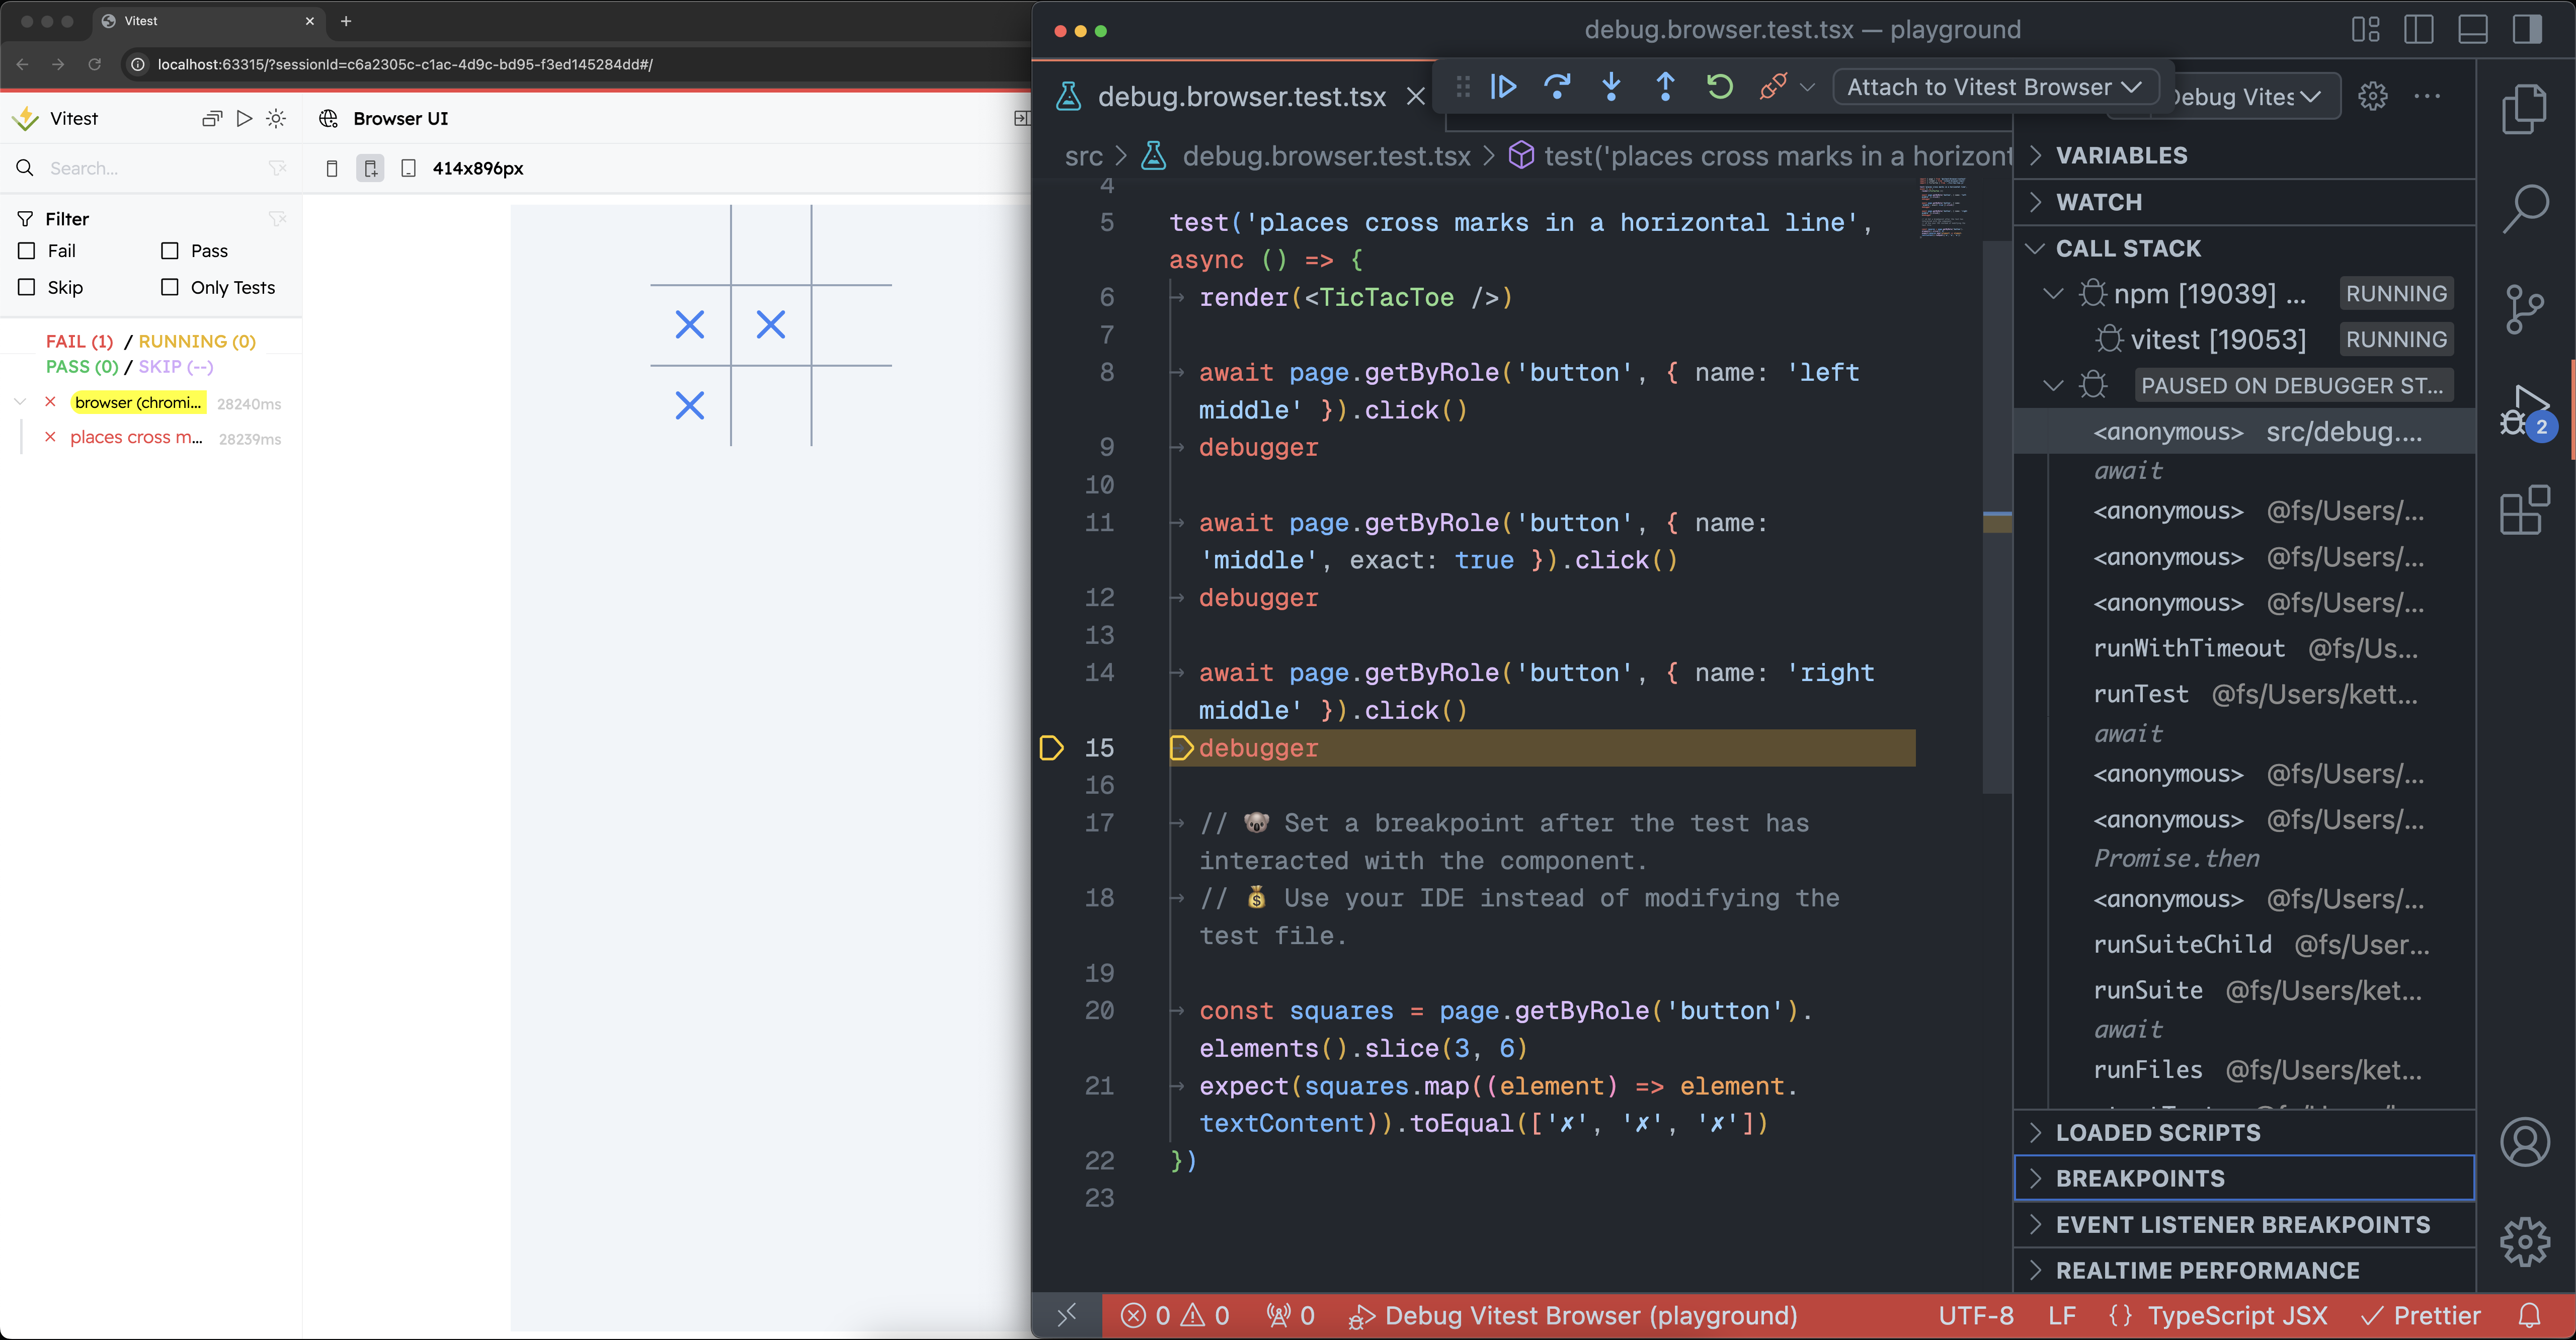 Vitest
localhost:63315/?sessionId=c6a2305c-c1ac-4d9c-bd95-f3ed145284dd#/
Vitest
Browser UI
Search...
414x896px
Filter
Fail
Pass
Skip
Only Tests
FAIL (1) / RUNNING (0)
PASS (0) / SKIP (--)
browser (chromi... 28240ms
places cross m... 28239ms
debug.browser.test.tsx — playground
debug.browser.test.tsx
Attach to Vitest Browser
src > debug.browser.test.tsx > test('places cross marks in a horizont
4
5 test('places cross marks in a horizontal line',
async () => {
6 render(<TicTacToe />)
7
8 await page.getByRole('button', { name: 'left
middle' }).click()
9 debugger
10
11 await page.getByRole('button', { name:
'middle', exact: true }).click()
12 debugger
13
14 await page.getByRole('button', { name: 'right
middle' }).click()
15 debugger
16
17 // 🐨 Set a breakpoint after the test has
interacted with the component.
18 // 💰 Use your IDE instead of modifying the
test file.
19
20 const squares = page.getByRole('button').
elements().slice(3, 6)
21 expect(squares.map((element) => element.
textContent)).toEqual(['✗', '✗', '✗'])
22 })
23
ebug Vites
VARIABLES
WATCH
CALL STACK
npm [19039] ... RUNNING
vitest [19053] RUNNING
PAUSED ON DEBUGGER ST...
<anonymous> src/debug....
await
<anonymous> @fs/Users/...
<anonymous> @fs/Users/...
<anonymous> @fs/Users/...
runWithTimeout @fs/Us...
runTest @fs/Users/kett...
await
<anonymous> @fs/Users/...
<anonymous> @fs/Users/...
Promise.then
<anonymous> @fs/Users/...
runSuiteChild @fs/User...
runSuite @fs/Users/ket...
await
runFiles @fs/Users/ket...
LOADED SCRIPTS
BREAKPOINTS
EVENT LISTENER BREAKPOINTS
REALTIME PERFORMANCE
2
0 0 0 Debug Vitest Browser (playground) UTF-8 LF {} TypeScript JSX Prettier